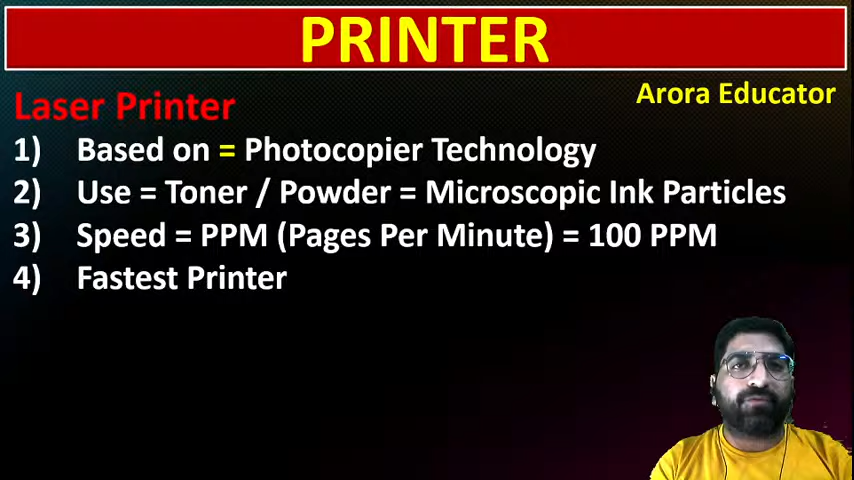 PRINTER
Arora Educator
Laser Printer
1) Based on = Photocopier Technology
2) Use = Toner / Powder = Microscopic Ink Particles
3) Speed = PPM (Pages Per Minute) = 100 PPM
4) Fastest Printer